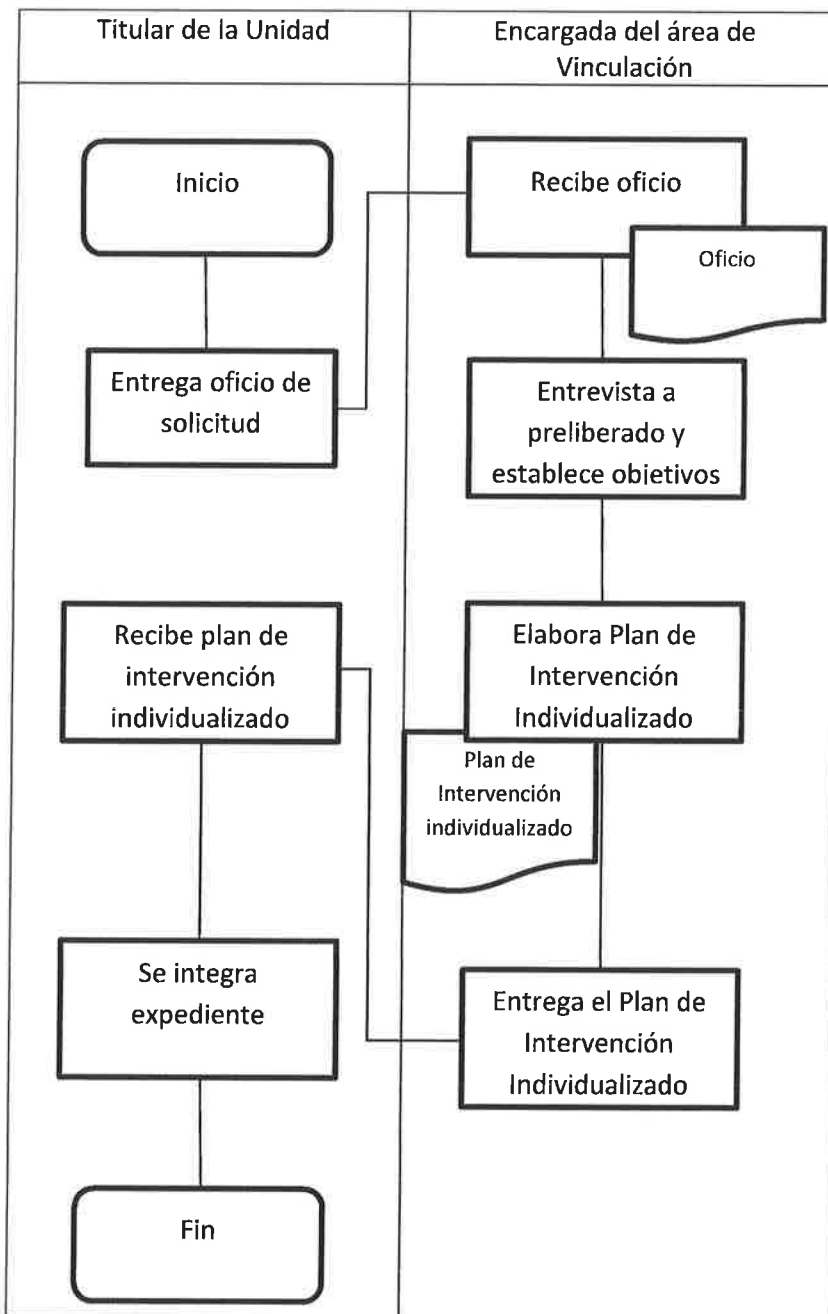 Titular de la Unidad
Encargada del área de
Vinculación
Inicio
Entrega oficio de
solicitud
Recibe oficio
Oficio
Entrevista a
preliberado y
establece objetivos
Elabora Plan de
Intervención
Individualizado
Plan de
Intervención
individualizado
Entrega el Plan de
Intervención
Individualizado
Recibe plan de
intervención
individualizado
Se integra
expediente
Fin